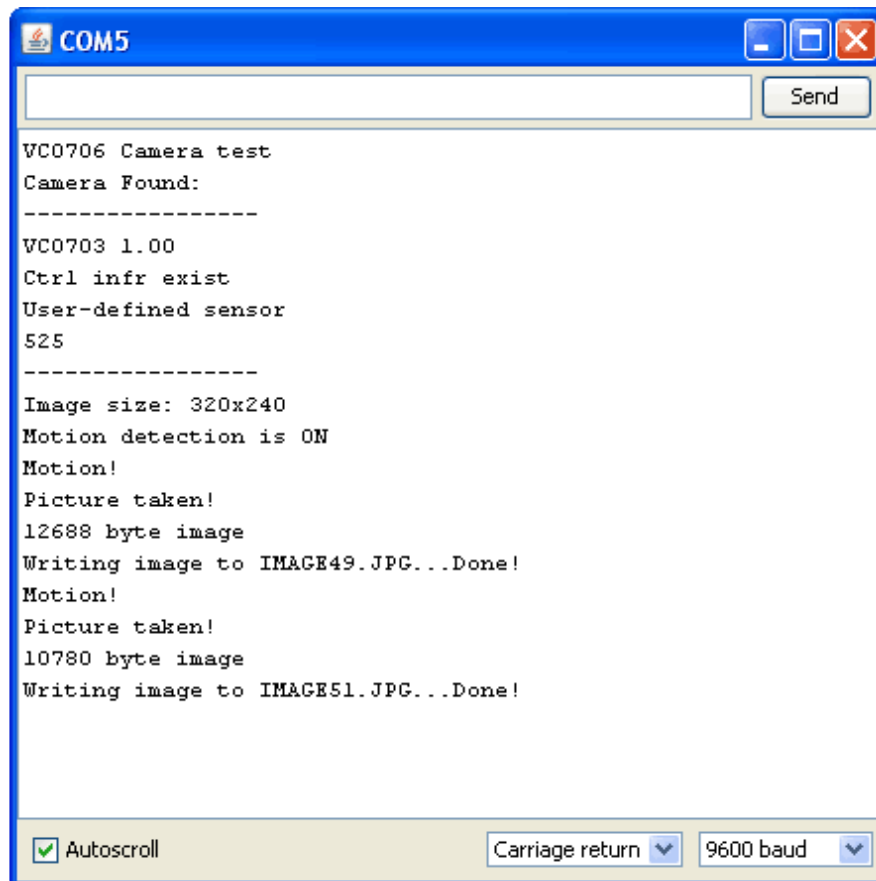 COM5
Send
VC0706 Camera test
Camera Found:
-----------------
VC0703 1.00
Ctrl infr exist
User-defined sensor
525
-----------------
Image size: 320x240
Motion detection is ON
Motion!
Picture taken!
12688 byte image
Writing image to IMAGE49.JPG...Done!
Motion!
Picture taken!
10780 byte image
Writing image to IMAGE51.JPG...Done!
Autoscroll
Carriage return
9600 baud